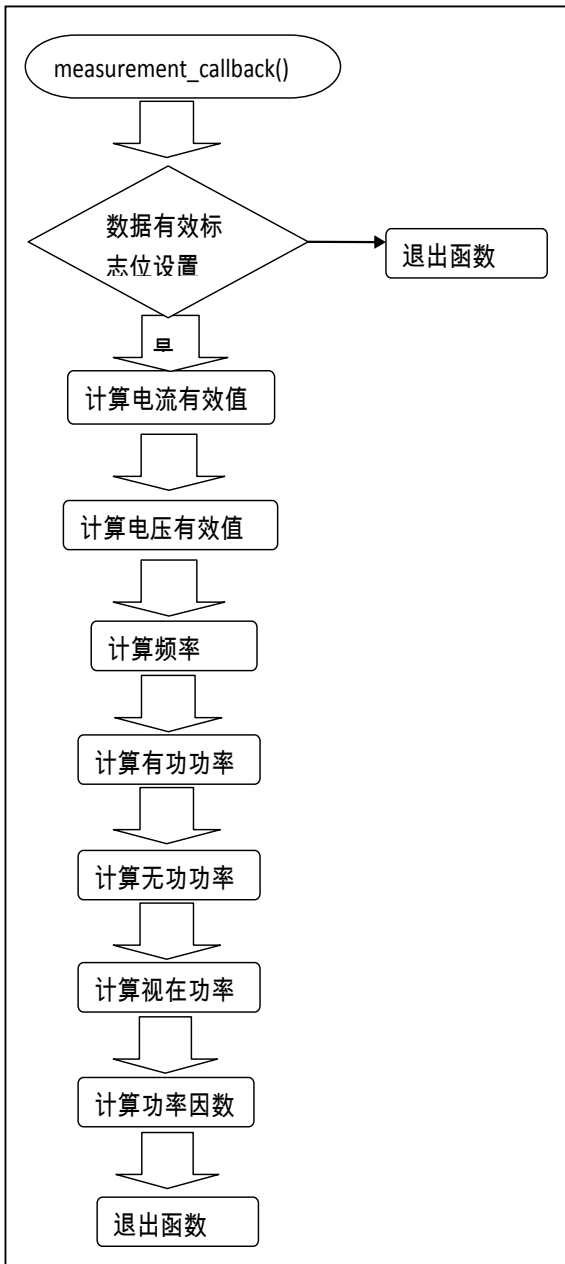 measurement_callback()
数据有效标
志位设置
退出函数
是
计算电流有效值
计算电压有效值
计算频率
计算有功功率
计算无功功率
计算视在功率
计算功率因数
退出函数